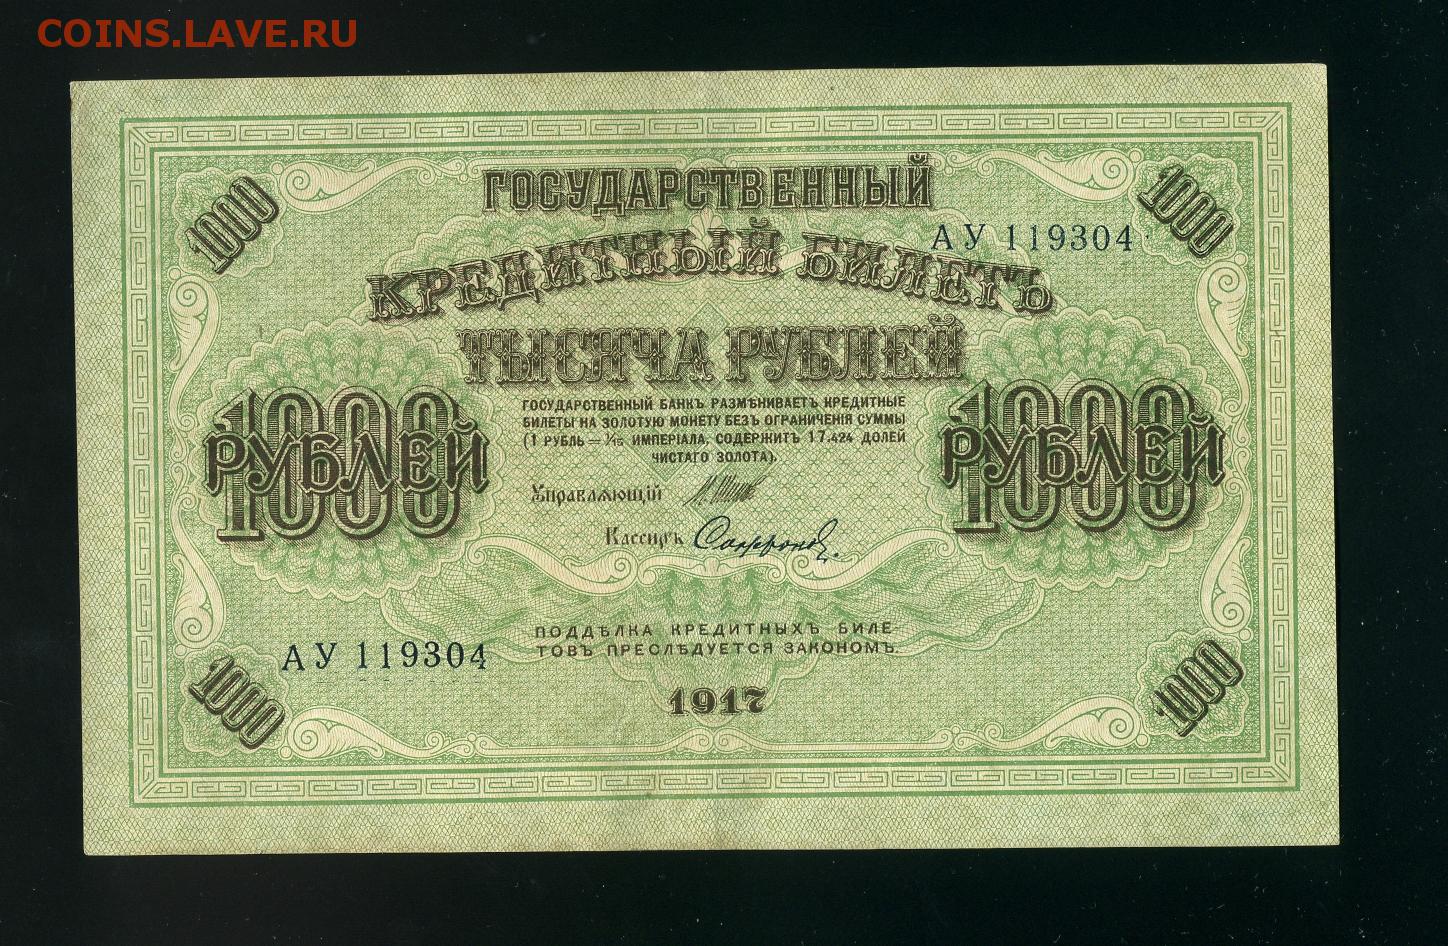 COINS.LAVE.RU
1000
1000
ГОСУДАРСТВЕННЫЙ
АУ 119304
КРЕДИТНЫЙ БИЛЕТЪ
ТЫСЯЧА РУБЛЕЙ
1000
РУБЛЕЙ
1000
РУБЛЕЙ
ГОСУДАРСТВЕННЫЙ БАНКЪ РАЗМѢНИВАЕТЪ КРЕДИТНЫЕ
БИЛЕТЫ НА ЗОЛОТУЮ МОНЕТУ БЕЗЪ ОГРАНИЧЕНІЯ СУММЫ
(1 РУБЛЬ — 1/15 ИМПЕРІАЛА, СОДЕРЖИТЪ 17.424 ДОЛЕЙ
ЧИСТАГО ЗОЛОТА).
Управляющій
Кассиръ Сафронов
ПОДДѢЛКА КРЕДИТНЫХЪ БИЛЕ-
ТОВЪ ПРЕСЛѢДУЕТСЯ ЗАКОНОМЪ.
АУ 119304
1917
1000
1000